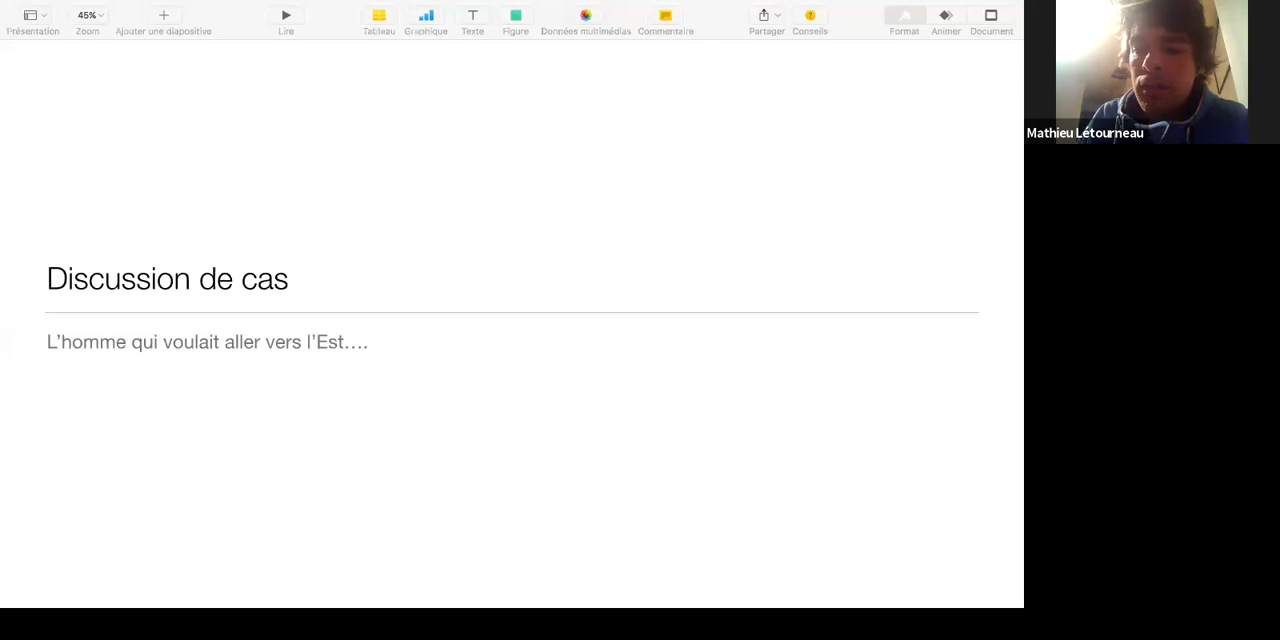 45%
Présentation Zoom Ajouter une diapositive Lire Tableau Graphique Texte Figure Données multimédias Commentaire Partager Conseils Format Animer Document
Mathieu Létourneau
Discussion de cas
L’homme qui voulait aller vers l’Est….